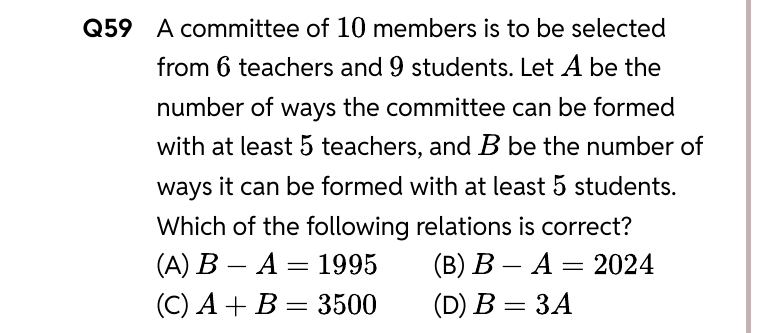 Q59 A committee of 10 members is to be selected
from 6 teachers and 9 students. Let A be the
number of ways the committee can be formed
with at least 5 teachers, and B be the number of
ways it can be formed with at least 5 students.
Which of the following relations is correct?
(A) B − A = 1995 (B) B − A = 2024
(C) A + B = 3500 (D) B = 3A